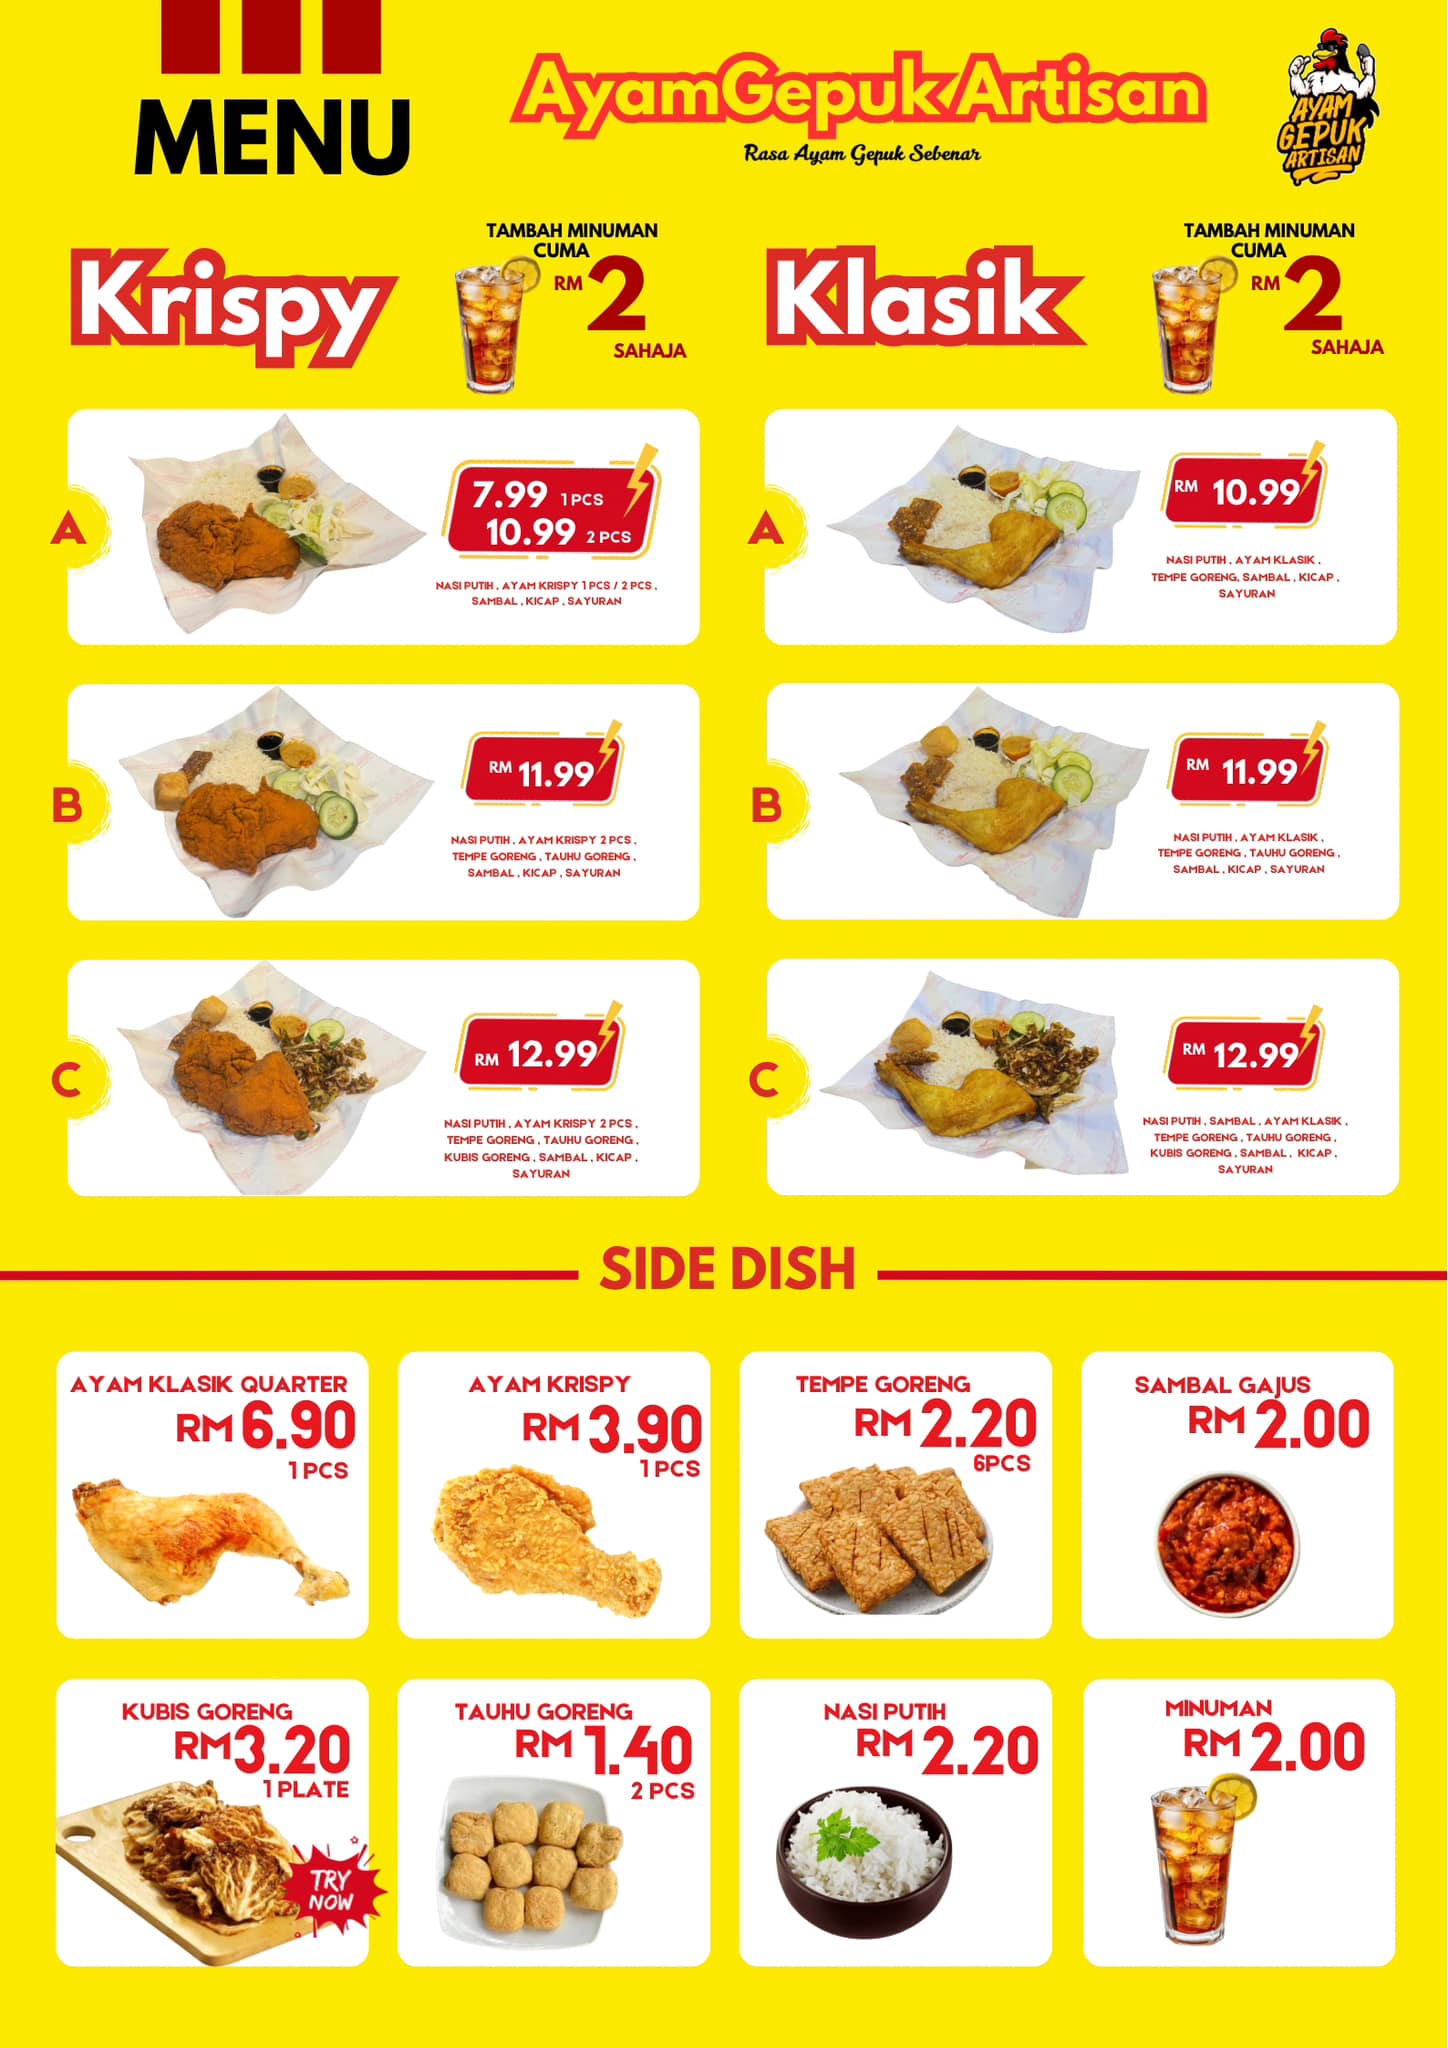 MENU
AyamGepukArtisan
Rasa Ayam Gepuk Sebenar
AYAM
GEPUK
ARTISAN
Krispy
TAMBAH MINUMAN
CUMA
RM 2
SAHAJA
A
7.99 1 PCS
10.99 2 PCS
NASI PUTIH , AYAM KRISPY 1 PCS / 2 PCS ,
SAMBAL , KICAP , SAYURAN
B
RM 11.99
NASI PUTIH , AYAM KRISPY 2 PCS ,
TEMPE GORENG , TAUHU GORENG ,
SAMBAL , KICAP , SAYURAN
C
RM 12.99
NASI PUTIH , AYAM KRISPY 2 PCS ,
TEMPE GORENG , TAUHU GORENG ,
KUBIS GORENG , SAMBAL , KICAP ,
SAYURAN
Klasik
TAMBAH MINUMAN
CUMA
RM 2
SAHAJA
A
RM 10.99
NASI PUTIH , AYAM KLASIK ,
TEMPE GORENG, SAMBAL , KICAP ,
SAYURAN
B
RM 11.99
NASI PUTIH , AYAM KLASIK ,
TEMPE GORENG , TAUHU GORENG ,
SAMBAL , KICAP , SAYURAN
C
RM 12.99
NASI PUTIH , SAMBAL , AYAM KLASIK ,
TEMPE GORENG , TAUHU GORENG ,
KUBIS GORENG , SAMBAL , KICAP ,
SAYURAN
SIDE DISH
AYAM KLASIK QUARTER
RM 6.90
1 PCS
AYAM KRISPY
RM 3.90
1 PCS
TEMPE GORENG
RM 2.20
6PCS
SAMBAL GAJUS
RM 2.00
KUBIS GORENG
RM 3.20
1 PLATE
TRY
NOW
TAUHU GORENG
RM 1.40
2 PCS
NASI PUTIH
RM 2.20
MINUMAN
RM 2.00